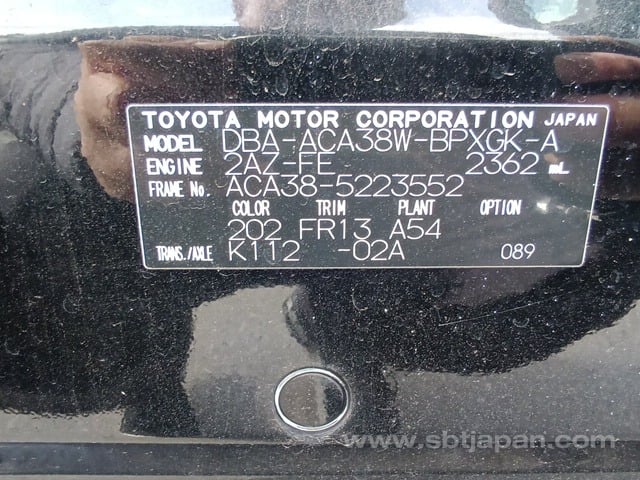 TOYOTA MOTOR CORPORATION JAPAN
MODEL DBA-ACA38W-BPXGK-A
ENGINE 2AZ-FE 2362 mL
FRAME No. ACA38-5223552
COLOR TRIM PLANT OPTION
202 FR13 A54
TRANS./AXLE K112 -02A 089
www.sbtjapan.com